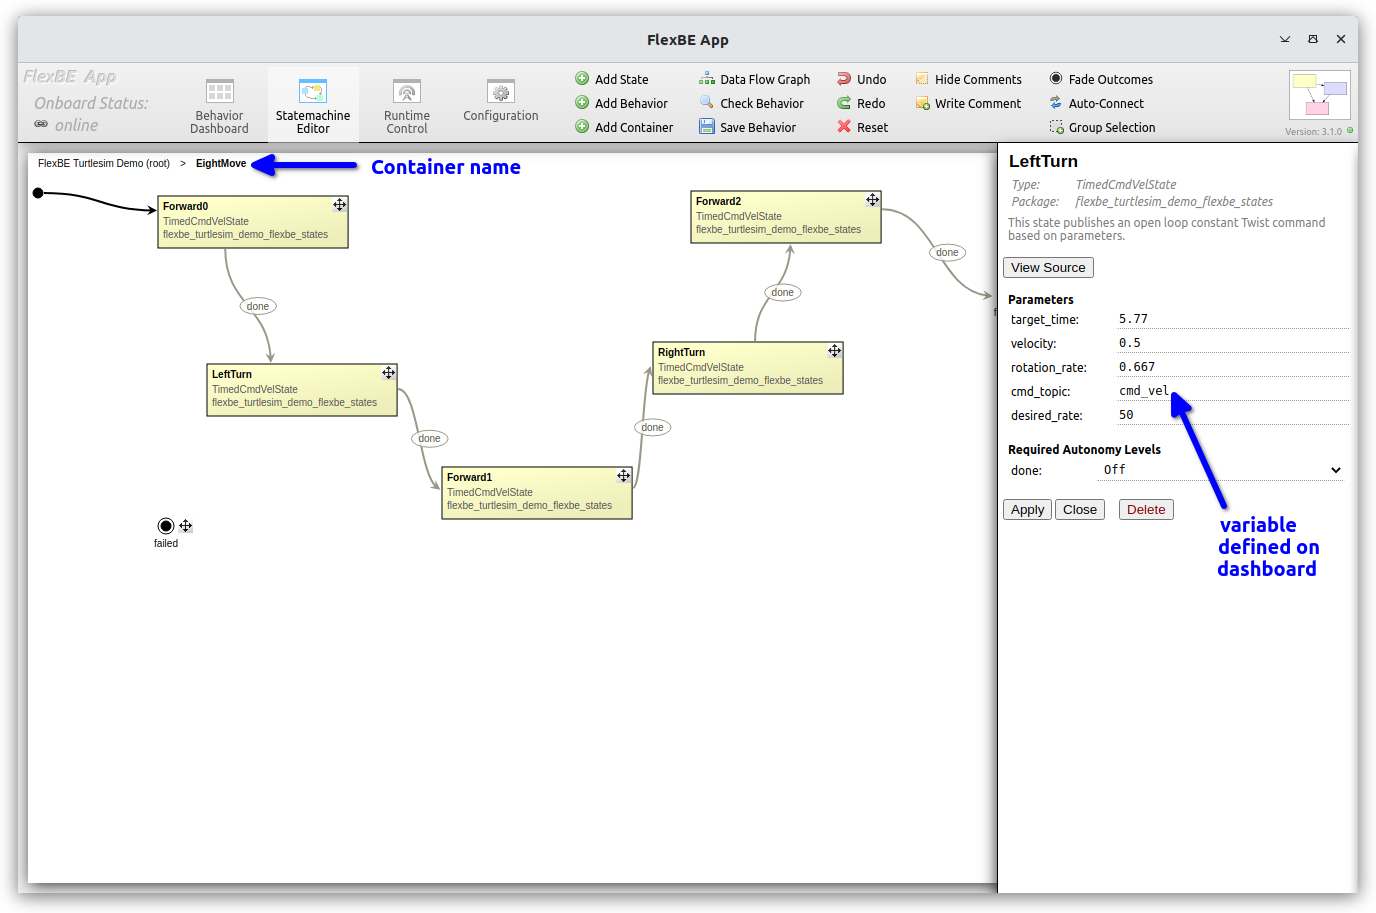 FlexBE App
FlexBE App
Onboard Status:
online
Behavior
Dashboard
Statemachine
Editor
Runtime
Control
Configuration
Add State
Add Behavior
Add Container
Data Flow Graph
Check Behavior
Save Behavior
Undo
Redo
Reset
Hide Comments
Write Comment
Fade Outcomes
Auto-Connect
Group Selection
Version: 3.1.0
FlexBE Turtlesim Demo (root) > EightMove
Container name
Forward0
TimedCmdVelState
flexbe_turtlesim_demo_flexbe_states
done
LeftTurn
TimedCmdVelState
flexbe_turtlesim_demo_flexbe_states
done
Forward1
TimedCmdVelState
flexbe_turtlesim_demo_flexbe_states
done
RightTurn
TimedCmdVelState
flexbe_turtlesim_demo_flexbe_states
done
Forward2
TimedCmdVelState
flexbe_turtlesim_demo_flexbe_states
done
failed
LeftTurn
Type: TimedCmdVelState
Package: flexbe_turtlesim_demo_flexbe_states
This state publishes an open loop constant Twist command
based on parameters.
View Source
Parameters
target_time: 5.77
velocity: 0.5
rotation_rate: 0.667
cmd_topic: cmd_vel
desired_rate: 50
Required Autonomy Levels
done: Off
Apply Close Delete
variable
defined on
dashboard